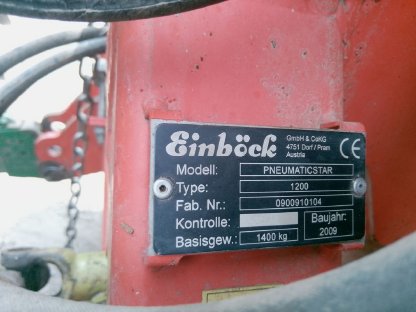 Einböck
GmbH & CoKG
4751 Dorf / Pram
Austria
CE
Modell: PNEUMATICSTAR
Type: 1200
Fab. Nr.: 0900910104
Kontrolle:
Baujahr:
2009
Basisgew.: 1400 kg